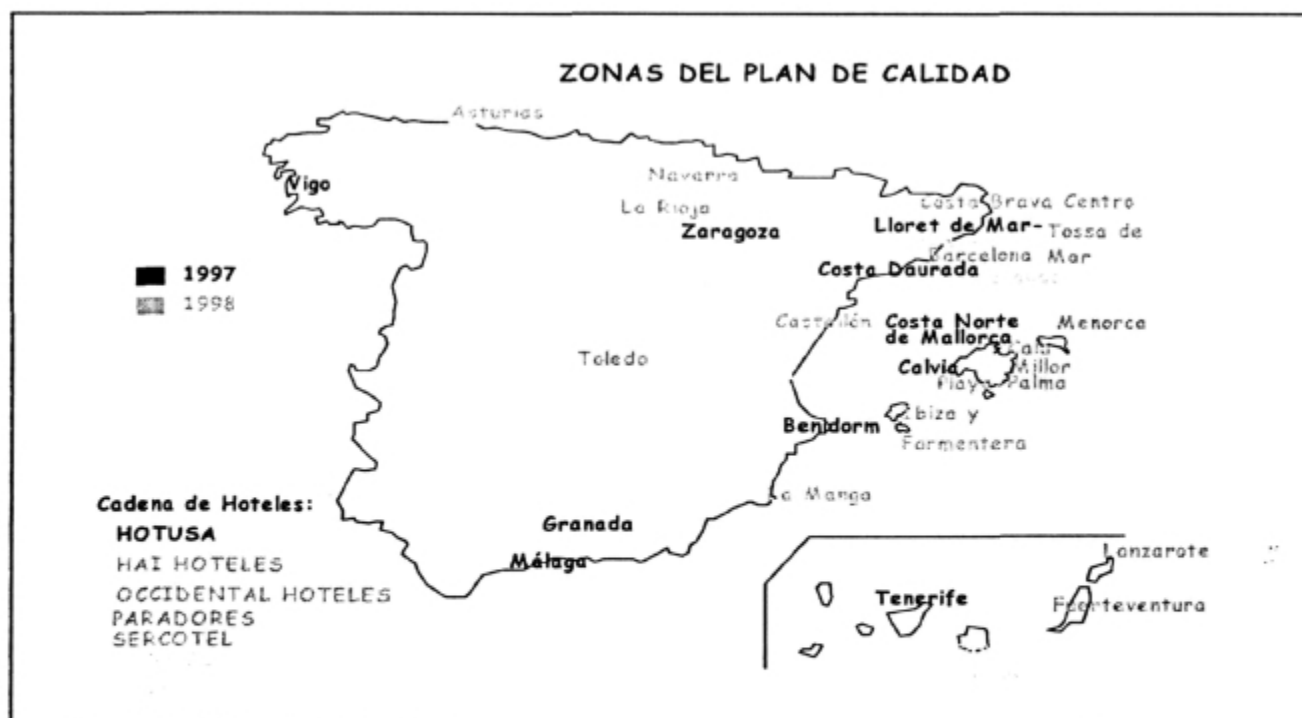 ZONAS DEL PLAN DE CALIDAD
Asturias
Vigo
Navarra
La Rioja
Costa Brava Centro
Zaragoza
Lloret de Mar- Tossa de
Barcelona Mar
Costa Daurada
1997
1998
Castellón
Costa Norte
de Mallorca
Menorca
Cala
Millor
Calvia
Playa Palma
Toledo
Ibiza y
Formentera
Benidorm
La Manga
Granada
Málaga
Cadena de Hoteles:
HOTUSA
HAI HOTELES
OCCIDENTAL HOTELES
PARADORES
SERCOTEL
Lanzarote
Tenerife
Fuerteventura